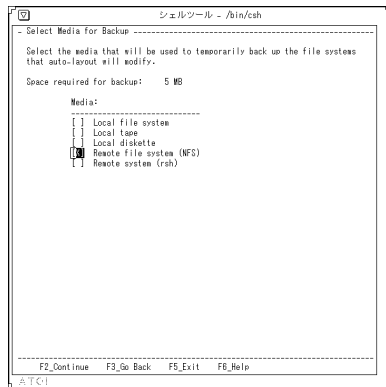 シェルツール - /bin/csh
Select Media for Backup
Select the media that will be used to temporarily back up the file systems
that auto-layout will modify.
Space required for backup: 5 MB
Media:
[ ] Local file system
[ ] Local tape
[ ] Local diskette
[X] Remote file system (NFS)
[ ] Remote system (rsh)
F2_Continue F3_Go Back F5_Exit F6_Help